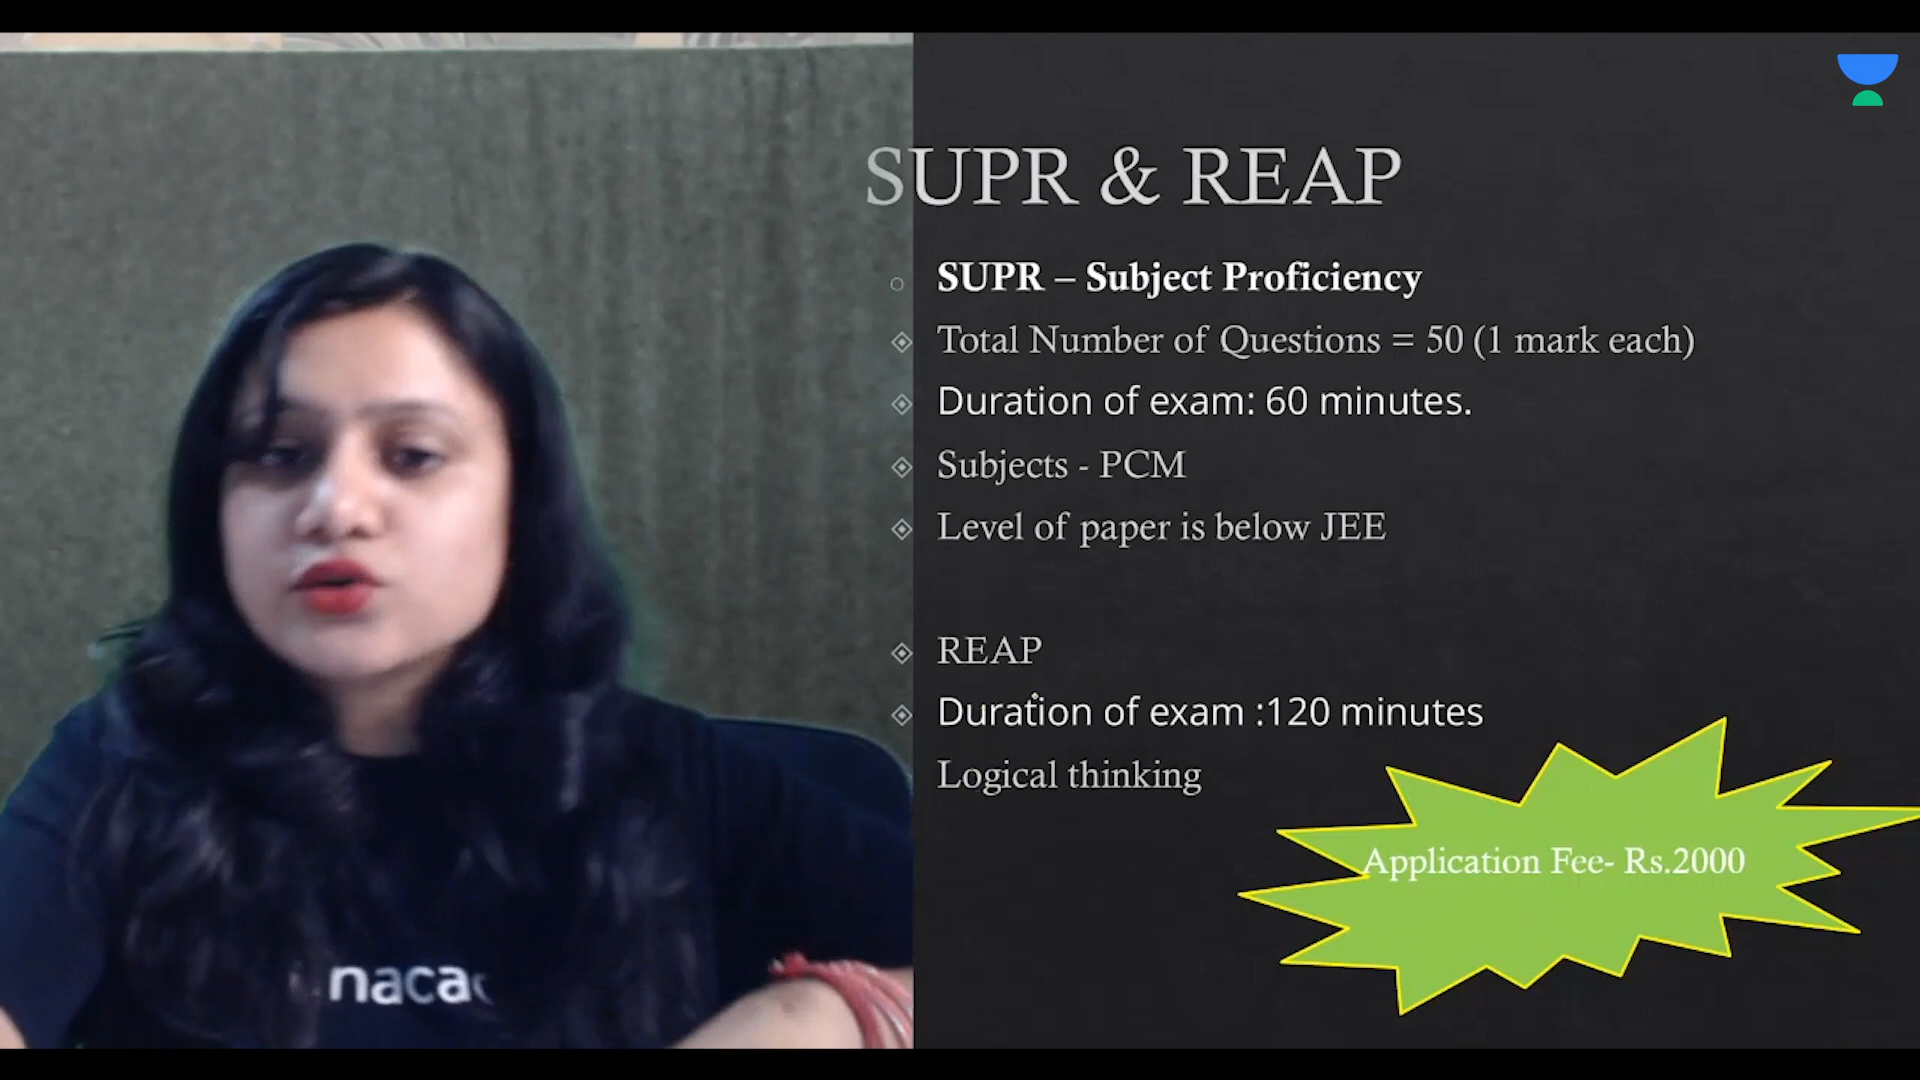 SUPR & REAP
SUPR – Subject Proficiency
Total Number of Questions = 50 (1 mark each)
Duration of exam: 60 minutes.
Subjects - PCM
Level of paper is below JEE
REAP
Duration of exam :120 minutes
Logical thinking
Application Fee- Rs.2000
naca